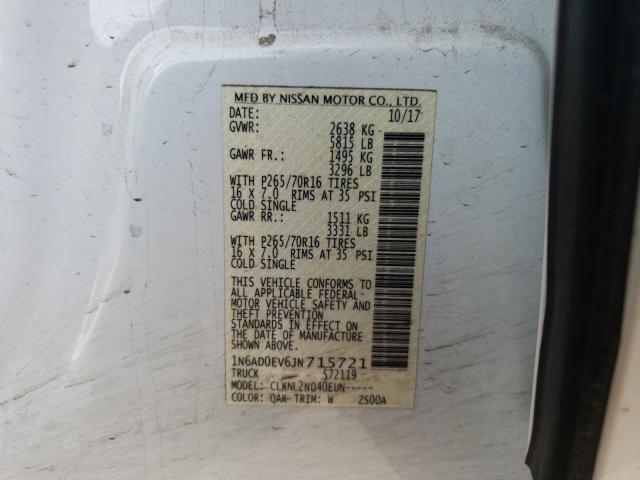 MFD BY NISSAN MOTOR CO., LTD.
DATE: 10/17
GVWR: 2638 KG
5815 LB
GAWR FR.: 1495 KG
3296 LB
WITH P265/70R16 TIRES
16 X 7.0 RIMS AT 35 PSI
COLD SINGLE
GAWR RR.: 1511 KG
3331 LB
WITH P265/70R16 TIRES
16 X 7.0 RIMS AT 35 PSI
COLD SINGLE
THIS VEHICLE CONFORMS TO
ALL APPLICABLE FEDERAL
MOTOR VEHICLE SAFETY AND
THEFT PREVENTION
STANDARDS IN EFFECT ON
THE DATE OF MANUFACTURE
SHOWN ABOVE.
1N6AD0EV6JN715721
TRUCK 572119
MODEL: CLKNLZND40EUN-----
COLOR: QAK TRIM: W ZS00A